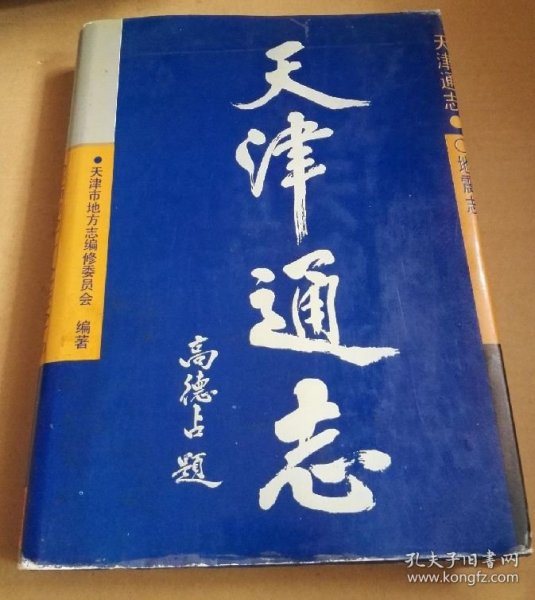 天津通志
高德占题
●天津市地方志编修委员会 编著
天津通志●
○地震志
孔夫子旧书网
www.kongfz.com